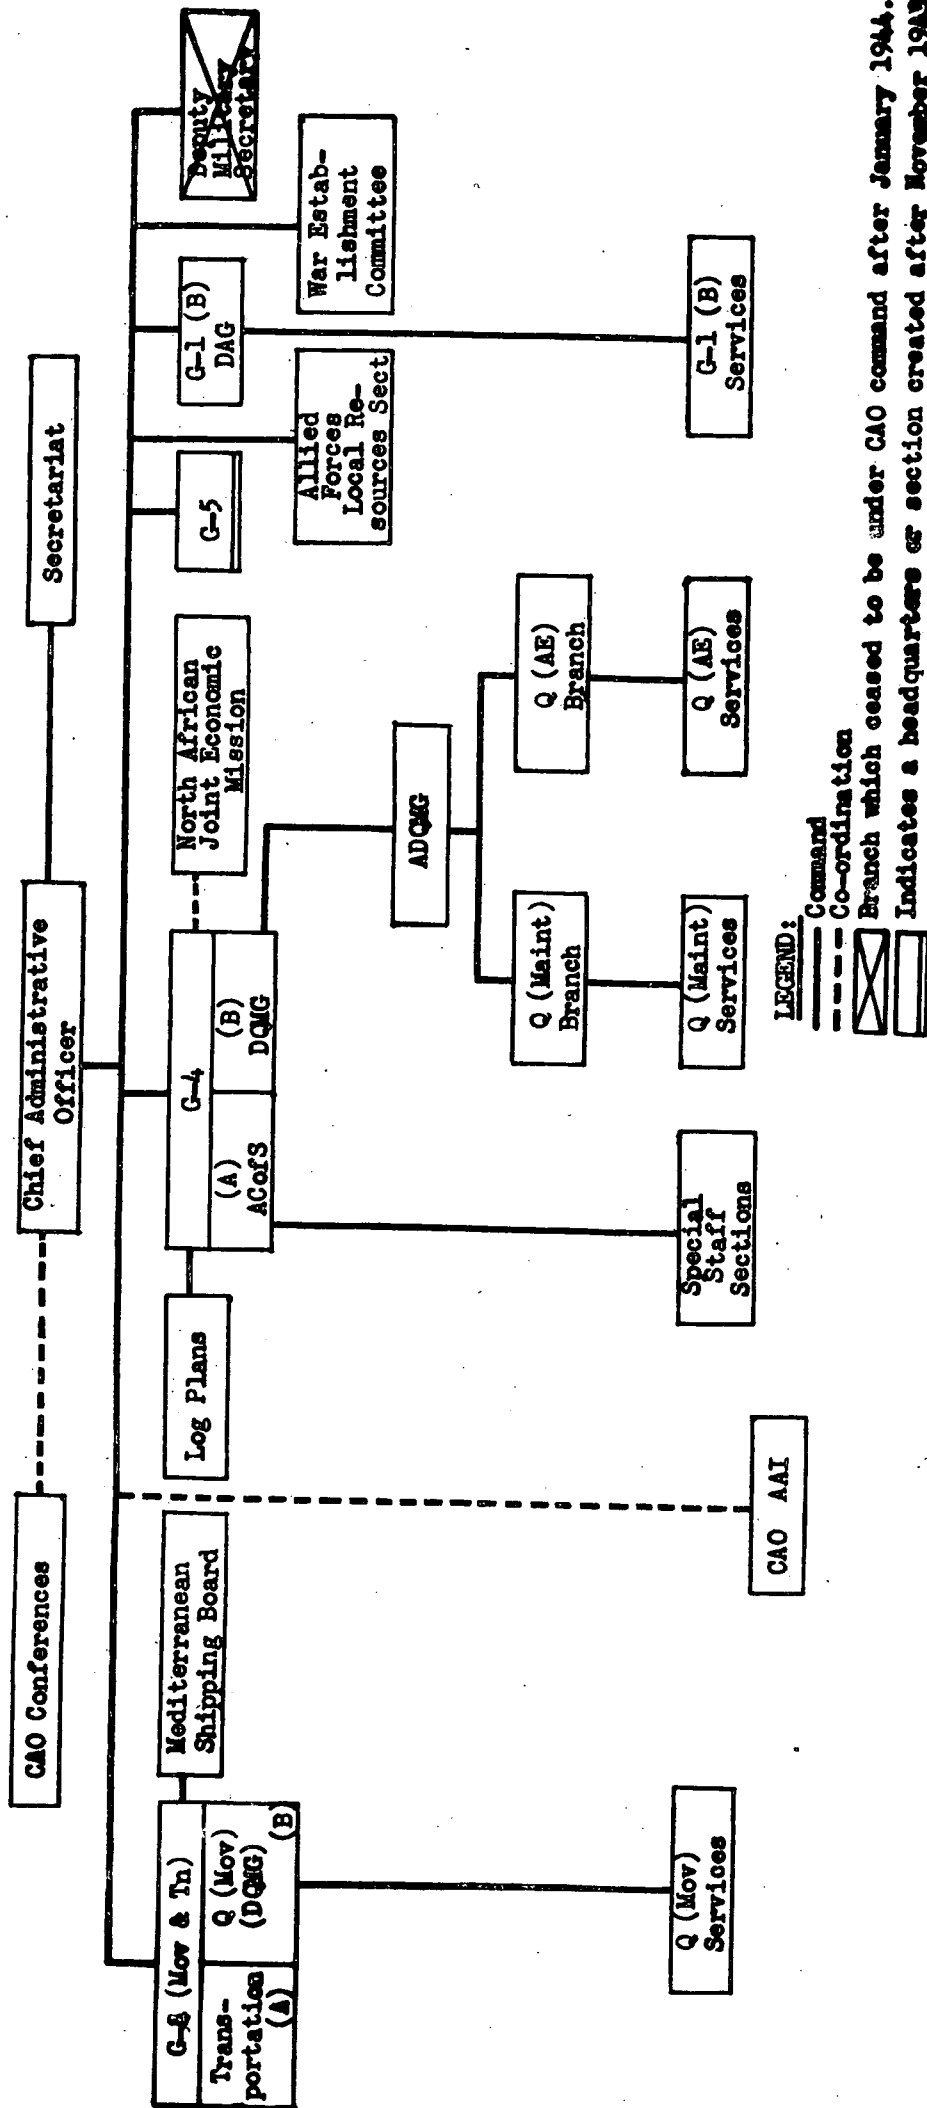 CAO Conferences
Chief Administrative
Officer
Secretariat
G-4 (Mov & Tn)
Trans-
portation
(A)
Q (Mov)
(DQMG)
(B)
Mediterranean
Shipping Board
Log Plans
G-4
(A)
ACofS
(B)
DQMG
North African
Joint Economic
Mission
G-5
G-1 (B)
DAG
Deputy
Military
Secretary
Allied
Forces
Local Re-
sources Sect
War Estab-
lishment
Committee
ADQMG
Q (Maint)
Branch
Q (AE)
Branch
Q (Mov)
Services
CAO AAI
Special
Staff
Sections
Q (Maint)
Services
Q (AE)
Services
G-1 (B)
Services
LEGEND:
Command
Co-ordination
Branch which ceased to be under CAO command after January 1944.
Indicates a headquarters or section created after November 1943